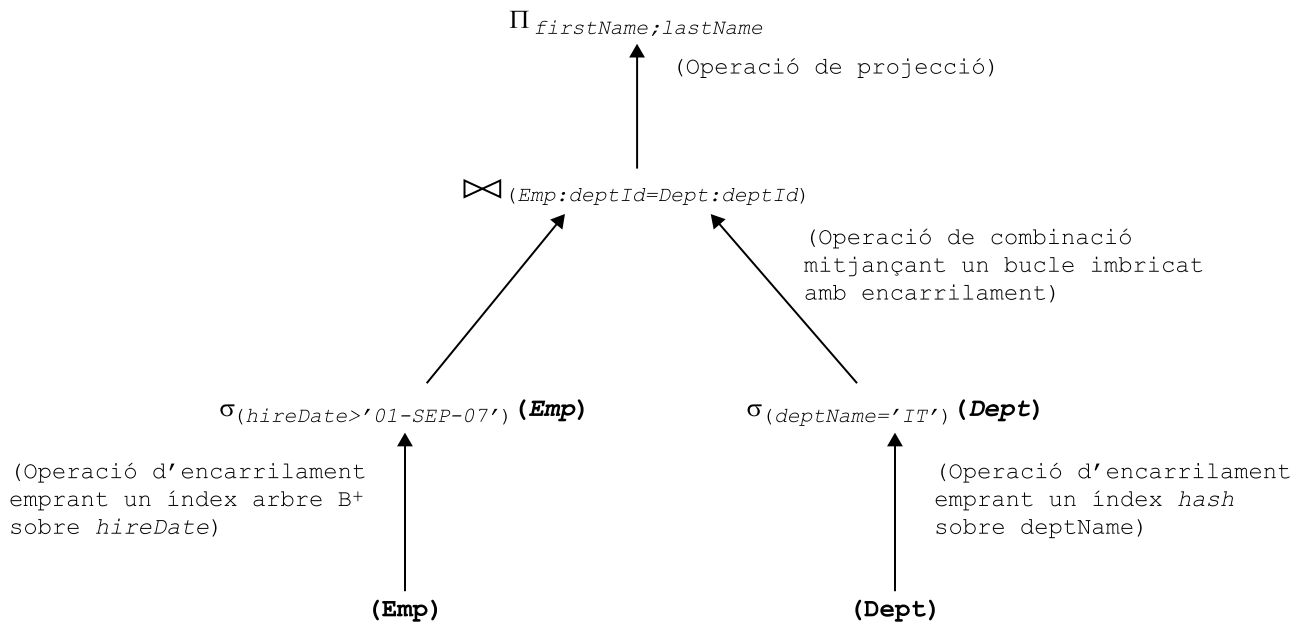 Π firstName;lastName
(Operació de projecció)
⋈ (Emp:deptId=Dept:deptId)
(Operació de combinació
mitjançant un bucle imbricat
amb encarrilament)
σ(hireDate>'01-SEP-07') (Emp)
σ(deptName='IT') (Dept)
(Operació d'encarrilament
emprant un índex arbre B⁺
sobre hireDate)
(Operació d'encarrilament
emprant un índex hash
sobre deptName)
(Emp)
(Dept)